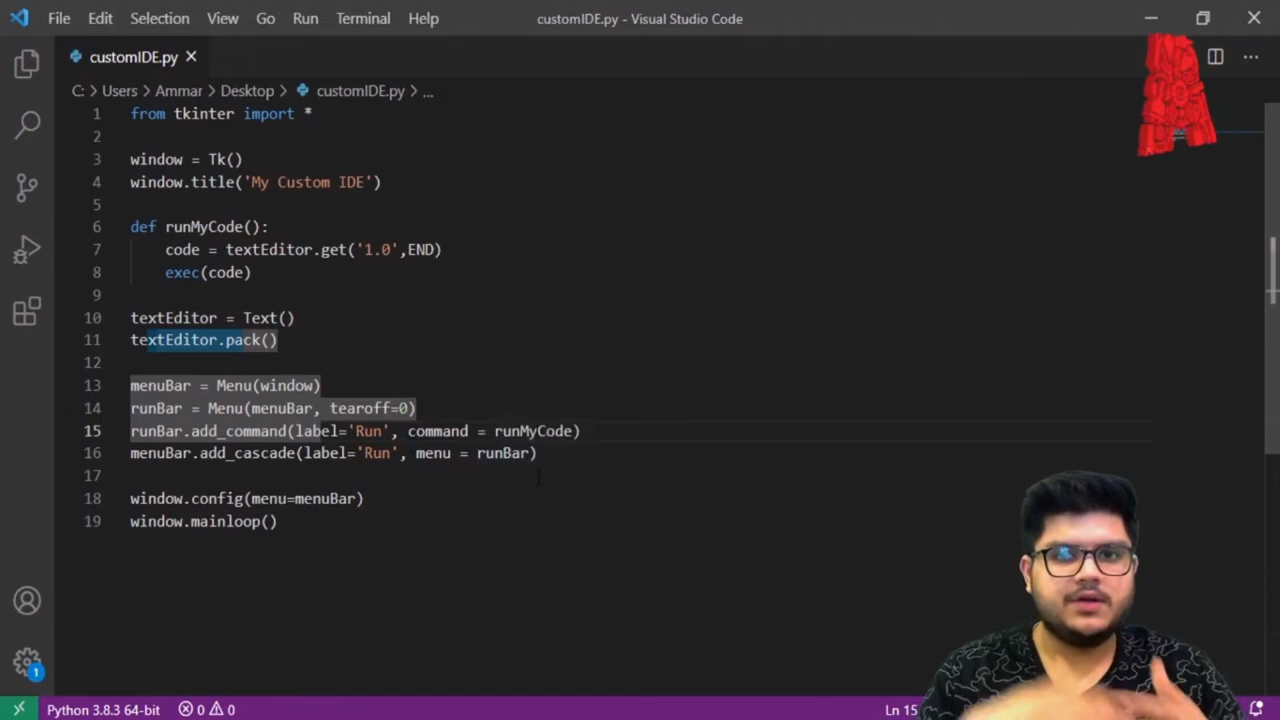 File Edit Selection View Go Run Terminal Help customIDE.py - Visual Studio Code
customIDE.py
C: > Users > Ammar > Desktop > customIDE.py > ...
1 from tkinter import *
2
3 window = Tk()
4 window.title('My Custom IDE')
5
6 def runMyCode():
7 code = textEditor.get('1.0',END)
8 exec(code)
9
10 textEditor = Text()
11 textEditor.pack()
12
13 menuBar = Menu(window)
14 runBar = Menu(menuBar, tearoff=0)
15 runBar.add_command(label='Run', command = runMyCode)
16 menuBar.add_cascade(label='Run', menu = runBar)
17
18 window.config(menu=menuBar)
19 window.mainloop()
1
Python 3.8.3 64-bit 0 0 Ln 15